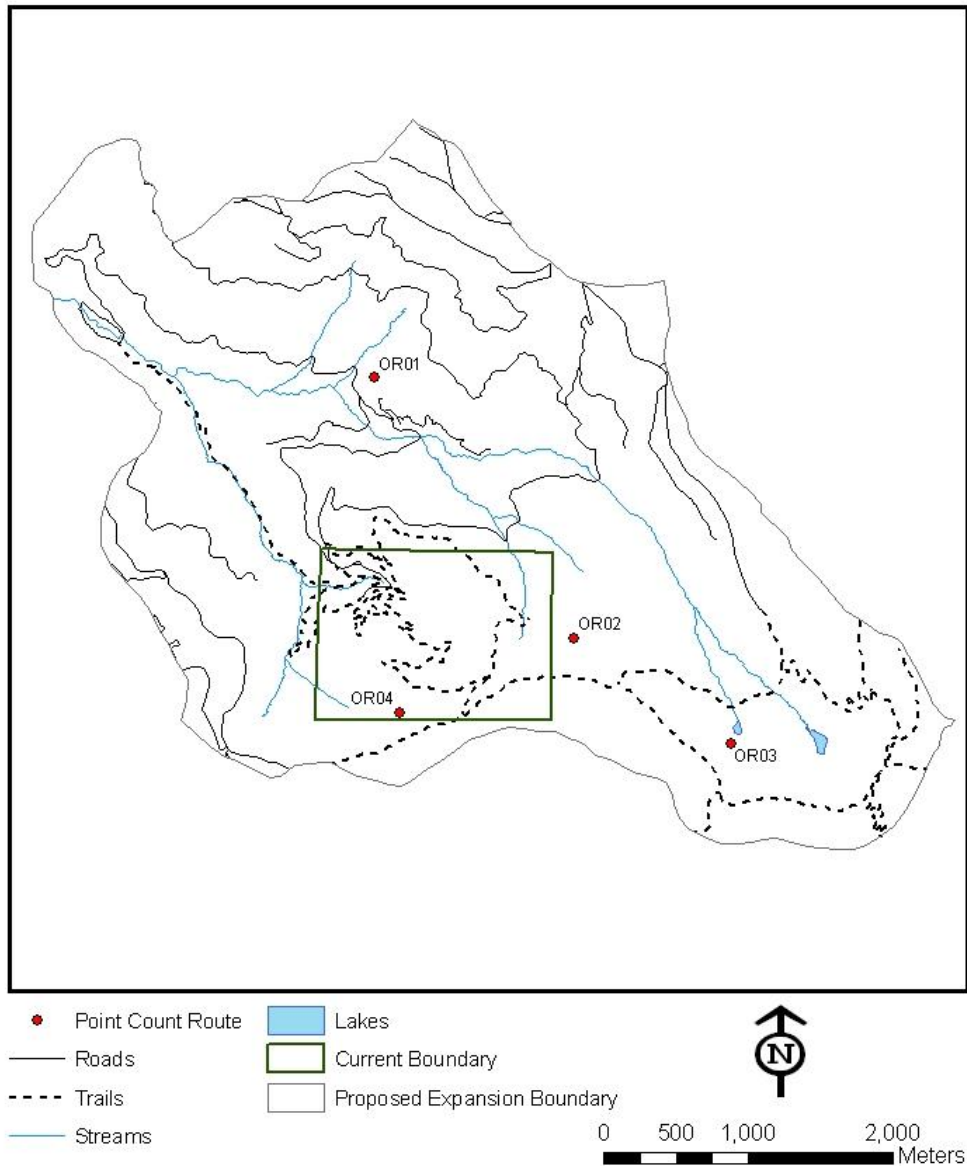 OR01
OR02
OR04
OR03
Point Count Route
Lakes
Roads
Current Boundary
Trails
Proposed Expansion Boundary
Streams
N
0 500 1,000 2,000
Meters